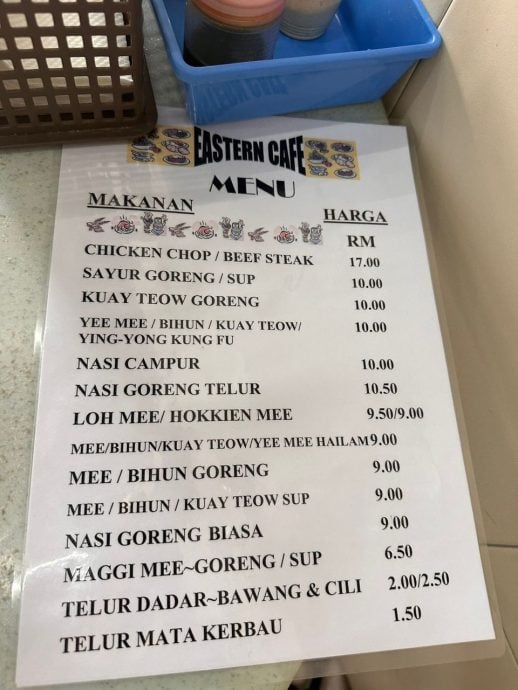 EASTERN CAFE
MENU
MAKANAN HARGA
RM
CHICKEN CHOP / BEEF STEAK 17.00
SAYUR GORENG / SUP 10.00
KUAY TEOW GORENG 10.00
YEE MEE / BIHUN / KUAY TEOW/ 10.00
YING-YONG KUNG FU
NASI CAMPUR 10.00
NASI GORENG TELUR 10.50
LOH MEE/ HOKKIEN MEE 9.50/9.00
MEE/BIHUN/KUAY TEOW/YEE MEE HAILAM 9.00
MEE / BIHUN GORENG 9.00
MEE / BIHUN / KUAY TEOW SUP 9.00
NASI GORENG BIASA 9.00
MAGGI MEE~GORENG / SUP 6.50
TELUR DADAR~BAWANG & CILI 2.00/2.50
TELUR MATA KERBAU 1.50